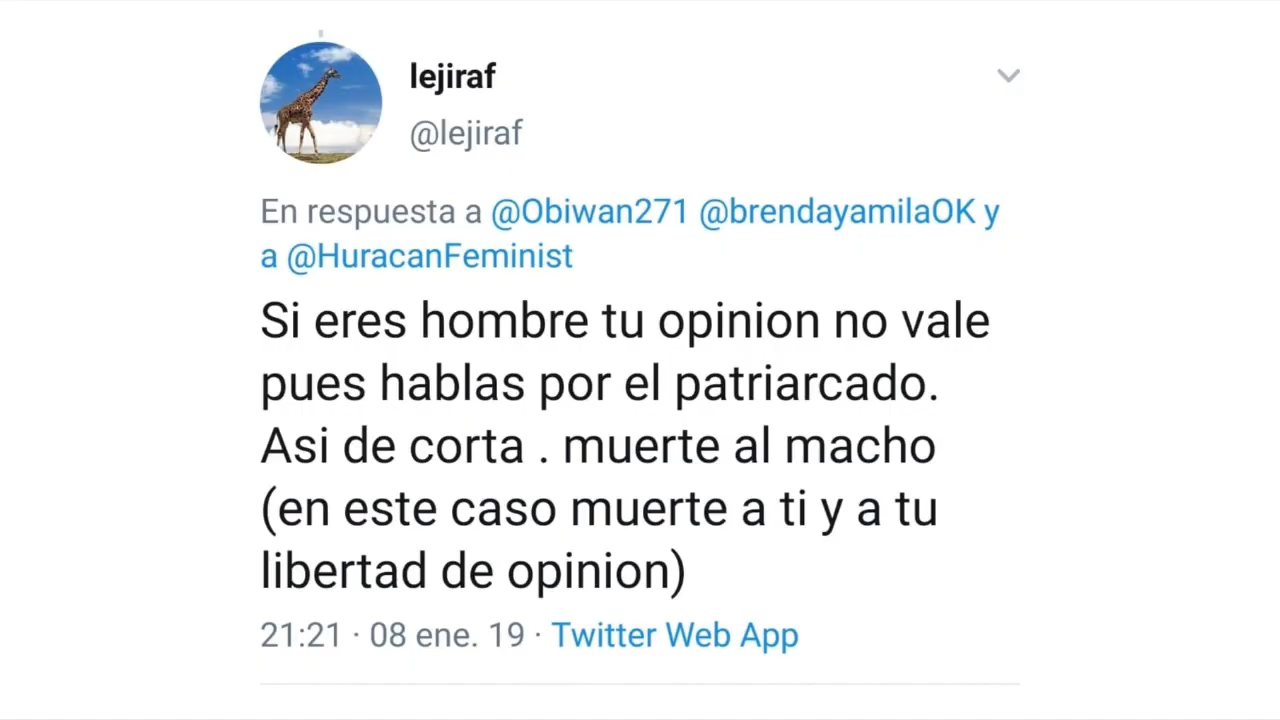 lejiraf
@lejiraf
En respuesta a @Obiwan271 @brendayamilaOK y
a @HuracanFeminist
Si eres hombre tu opinion no vale
pues hablas por el patriarcado.
Asi de corta . muerte al macho
(en este caso muerte a ti y a tu
libertad de opinion)
21:21 · 08 ene. 19 · Twitter Web App